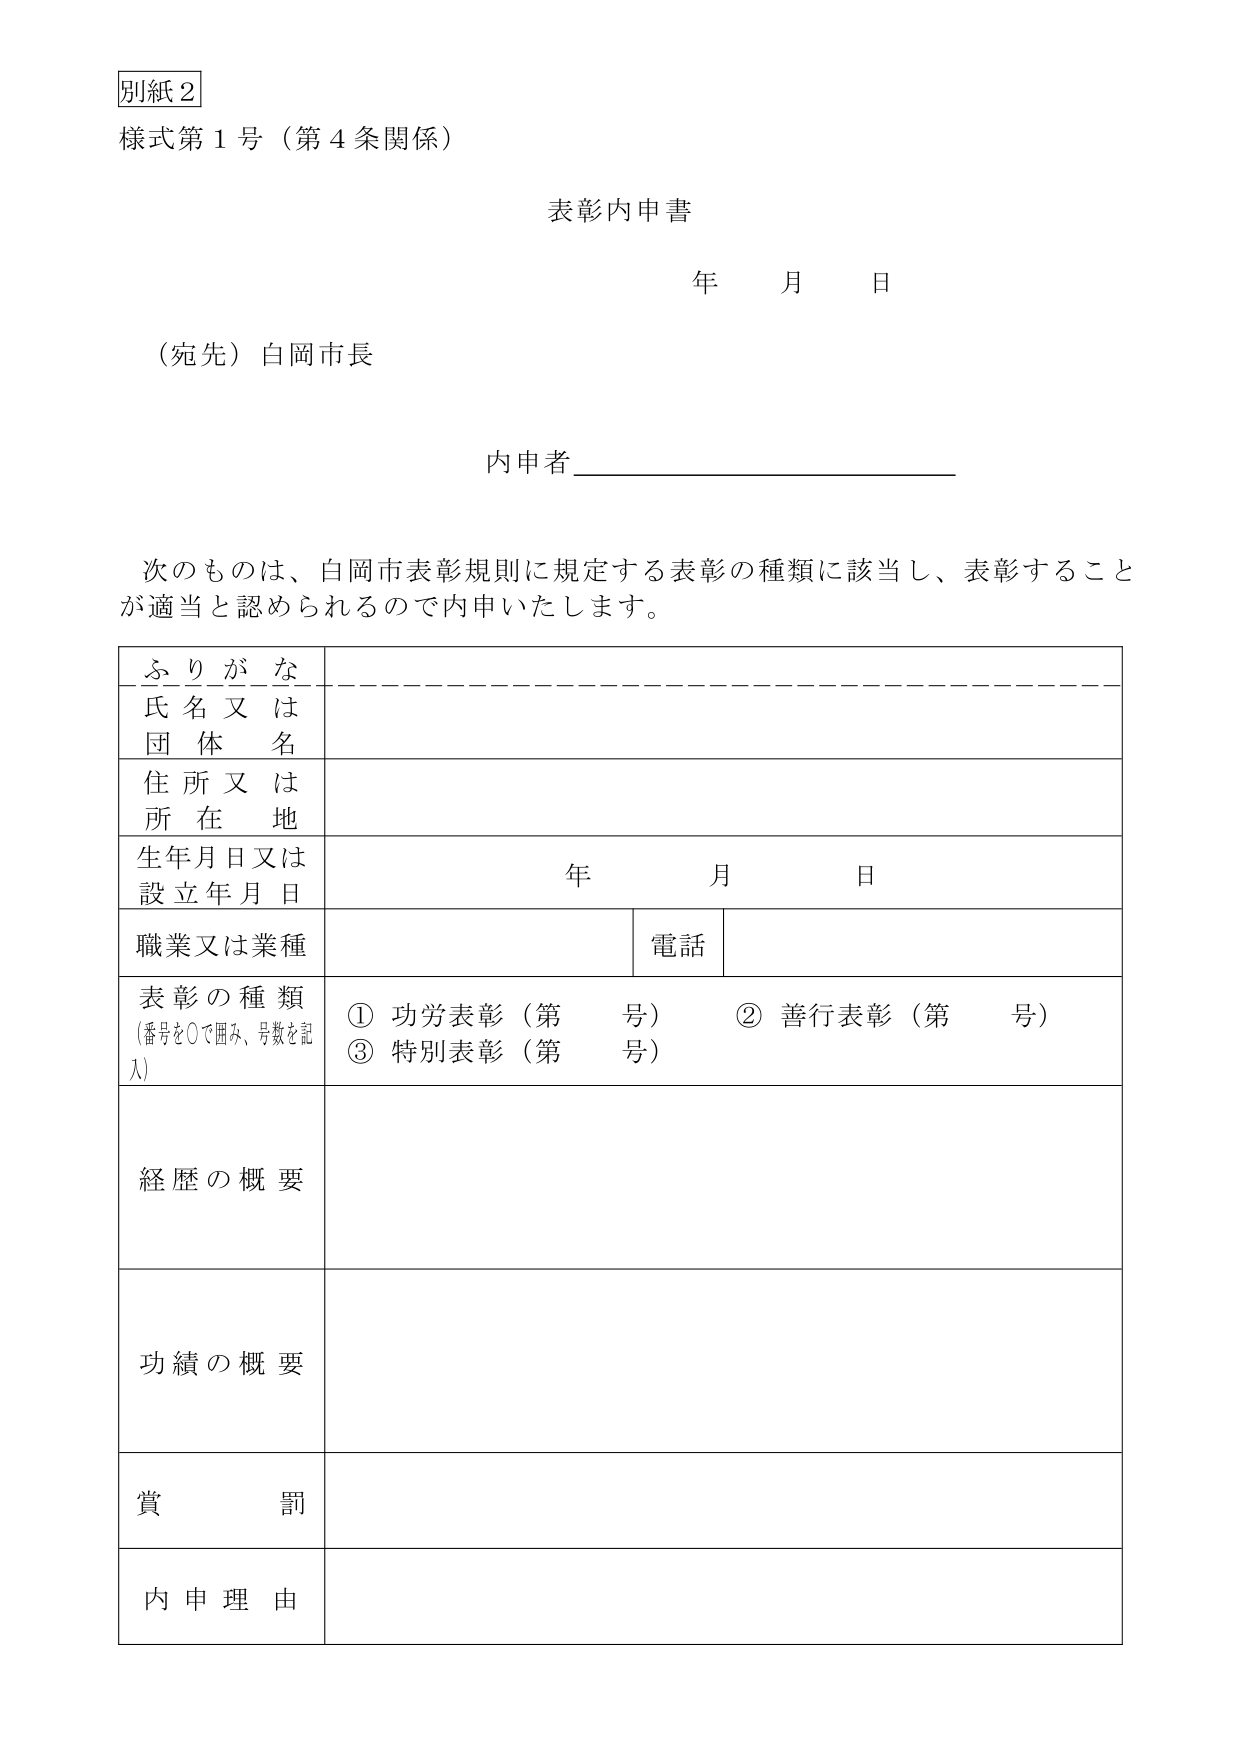 別紙２
様式第１号（第４条関係）
表彰内申書
年　　月　　日
（宛先）白岡市長
内申者
次のものは、白岡市表彰規則に規定する表彰の種類に該当し、表彰すること
が適当と認められるので内申いたします。
ふりがな
氏名又は
団体名
住所又は
所在地
生年月日又は
設立年月日
年　　　　月　　　　日
職業又は業種
電話
表彰の種類
（番号を〇で囲み、号数を記
入）
① 功労表彰（第　　号）　　② 善行表彰（第　　号）
③ 特別表彰（第　　号）
経歴の概要
功績の概要
賞罰
内申理由